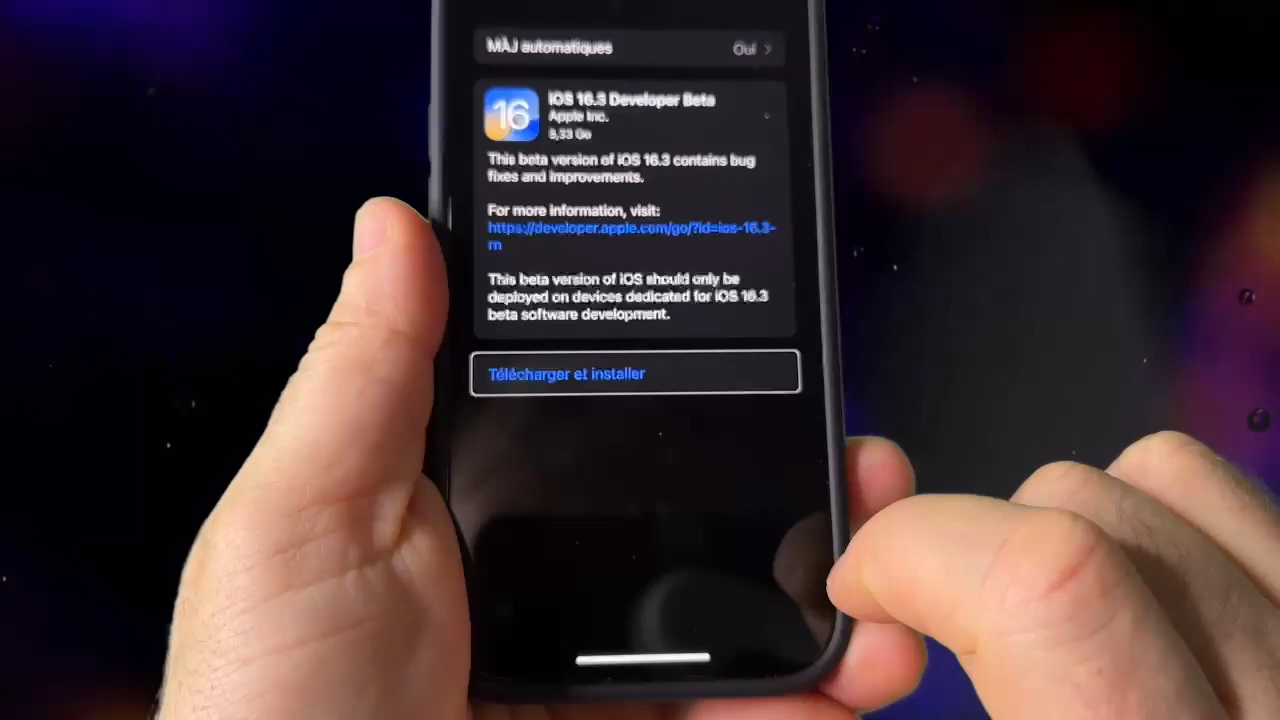 MÀJ automatiques
Oui
16
iOS 16.3 Developer Beta
Apple Inc.
5,33 Go
This beta version of iOS 16.3 contains bug
fixes and improvements.
For more information, visit:
https://developer.apple.com/go/?id=ios-16.3-
rn
This beta version of iOS should only be
deployed on devices dedicated for iOS 16.3
beta software development.
Télécharger et installer